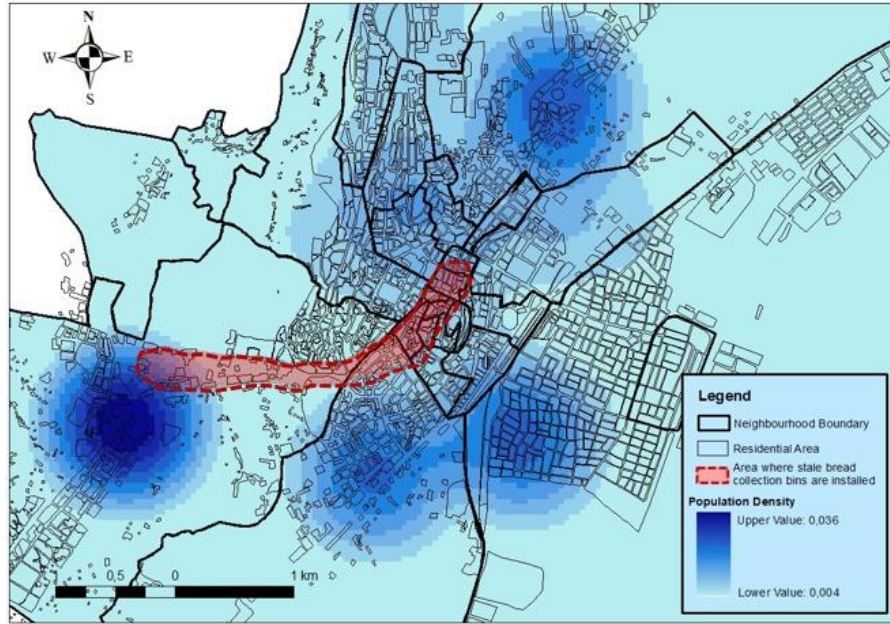 N
W E
S
Legend
Neighbourhood Boundary
Residential Area
Area where stale bread
collection bins are installed
Population Density
Upper Value: 0,036
Lower Value: 0,004
1 0,5 0 1 km